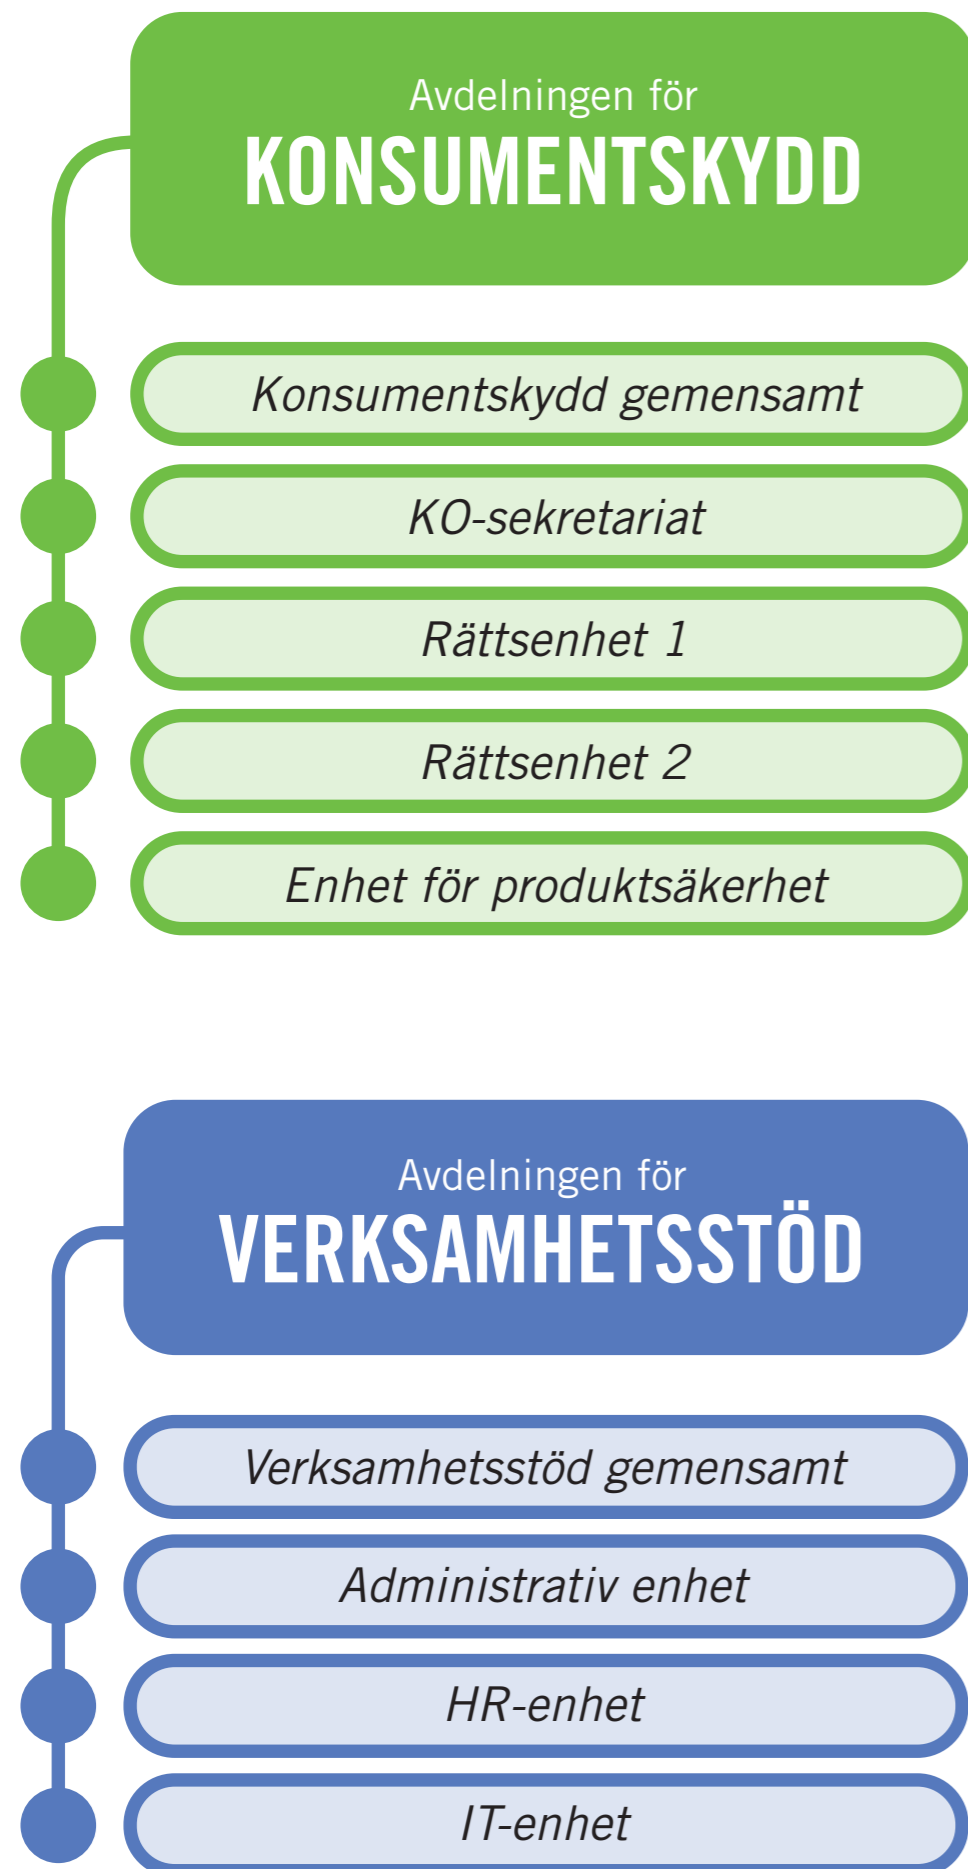 Avdelningen för
KONSUMENTSKYDD
Konsumentskydd gemensamt
KO-sekretariat
Rättsenhet 1
Rättsenhet 2
Enhet för produktsäkerhet
Avdelningen för
VERKSAMHETSSTÖD
Verksamhetsstöd gemensamt
Administrativ enhet
HR-enhet
IT-enhet